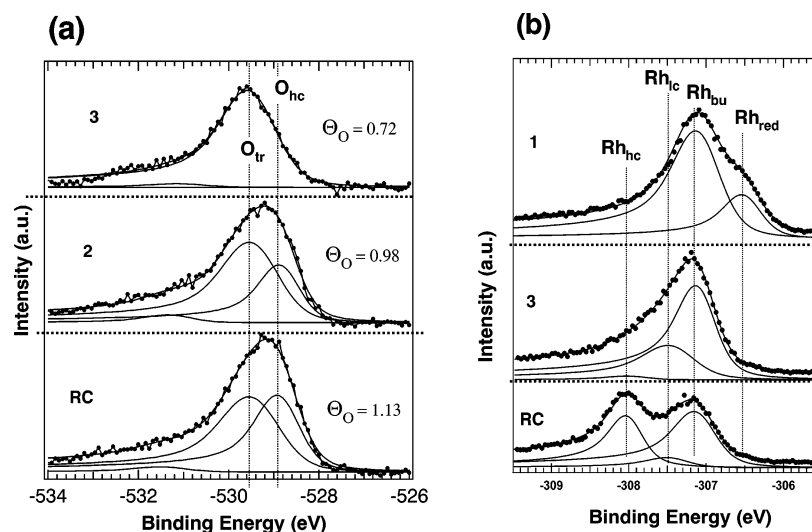 (a)
3
O_hc
O_tr
Θ_O = 0.72
2
Θ_O = 0.98
RC
Θ_O = 1.13
Intensity (a.u.)
-534 -532 -530 -528 -526
Binding Energy (eV)
(b)
Rh_lc
Rh_bu
Rh_red
Rh_hc
1
3
RC
Intensity (a.u.)
-309 -308 -307 -306
Binding Energy (eV)